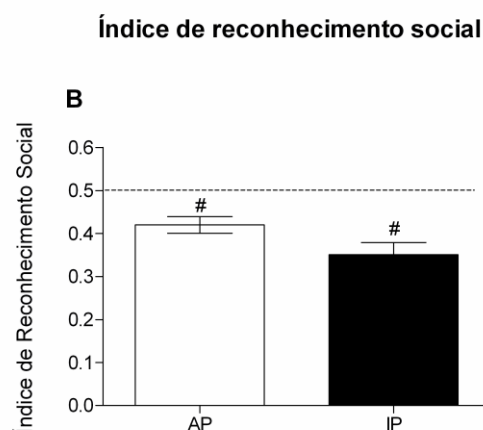 Índice de reconhecimento social
B
Índice de Reconhecimento Social
0.6
0.5
0.4
0.3
0.2
0.1
0.0
#
#
AP
IP